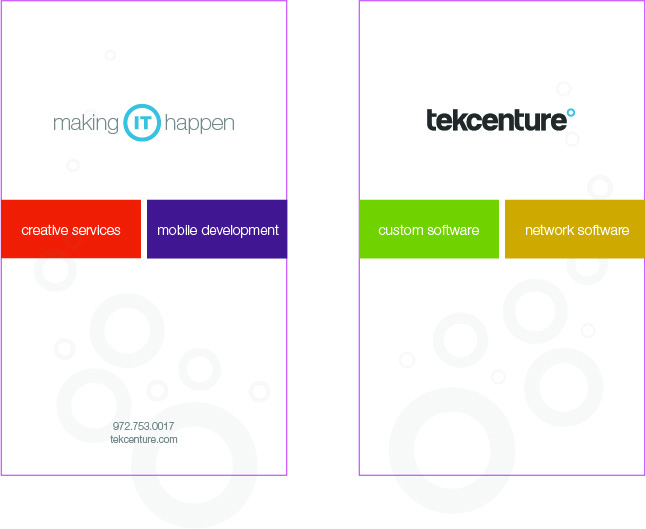 making IT happen
creative services
mobile development
972.753.0017
tekcenture.com
tekcenture
custom software
network software